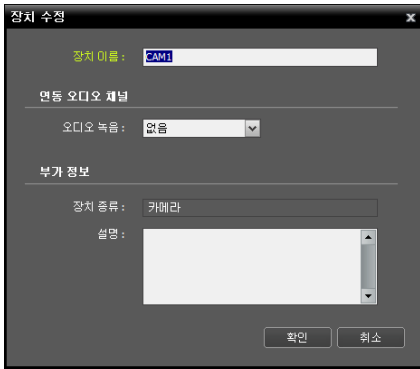 장치 수정 x
장치 이름 : CAM1
연동 오디오 채널
오디오 녹음 : 없음
부가 정보
장치 종류 : 카메라
설명 :
확인 취소